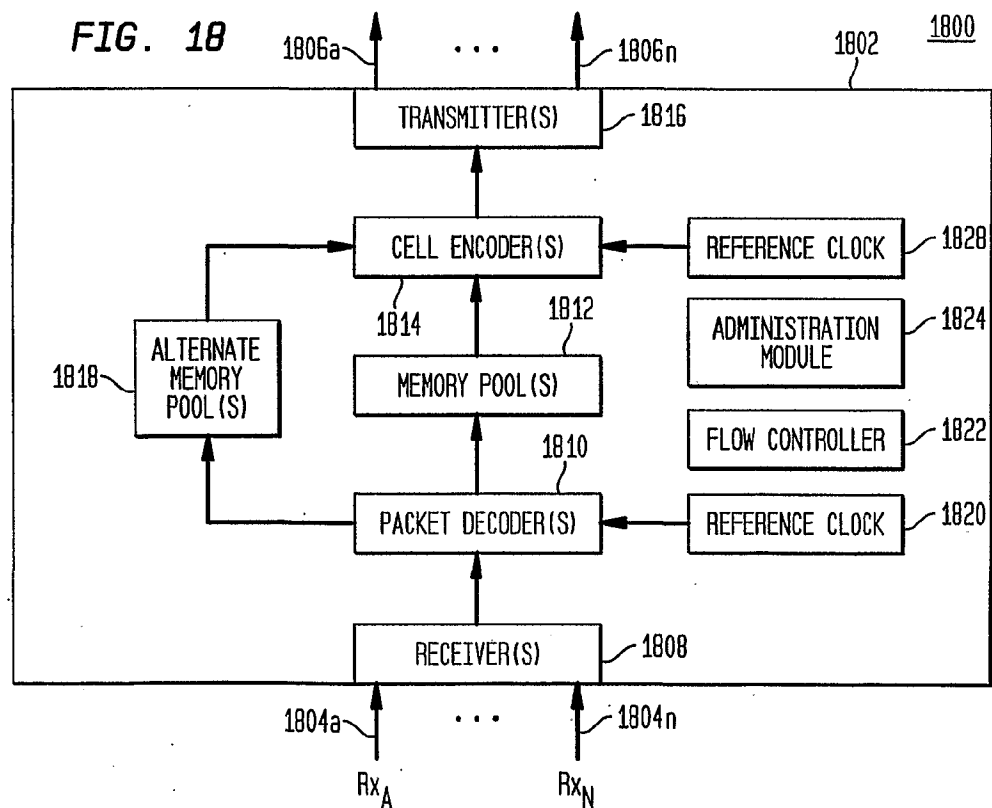 FIG. 18
1800
1806a
...
1806n
1802
TRANSMITTER(S)
1816
CELL ENCODER(S)
REFERENCE CLOCK
1828
1814
1812
1824
ADMINISTRATION
MODULE
1818
ALTERNATE
MEMORY
POOL(S)
MEMORY POOL(S)
FLOW CONTROLLER
1822
1810
PACKET DECODER(S)
REFERENCE CLOCK
1820
RECEIVER(S)
1808
1804a
...
1804n
RxA
RxN